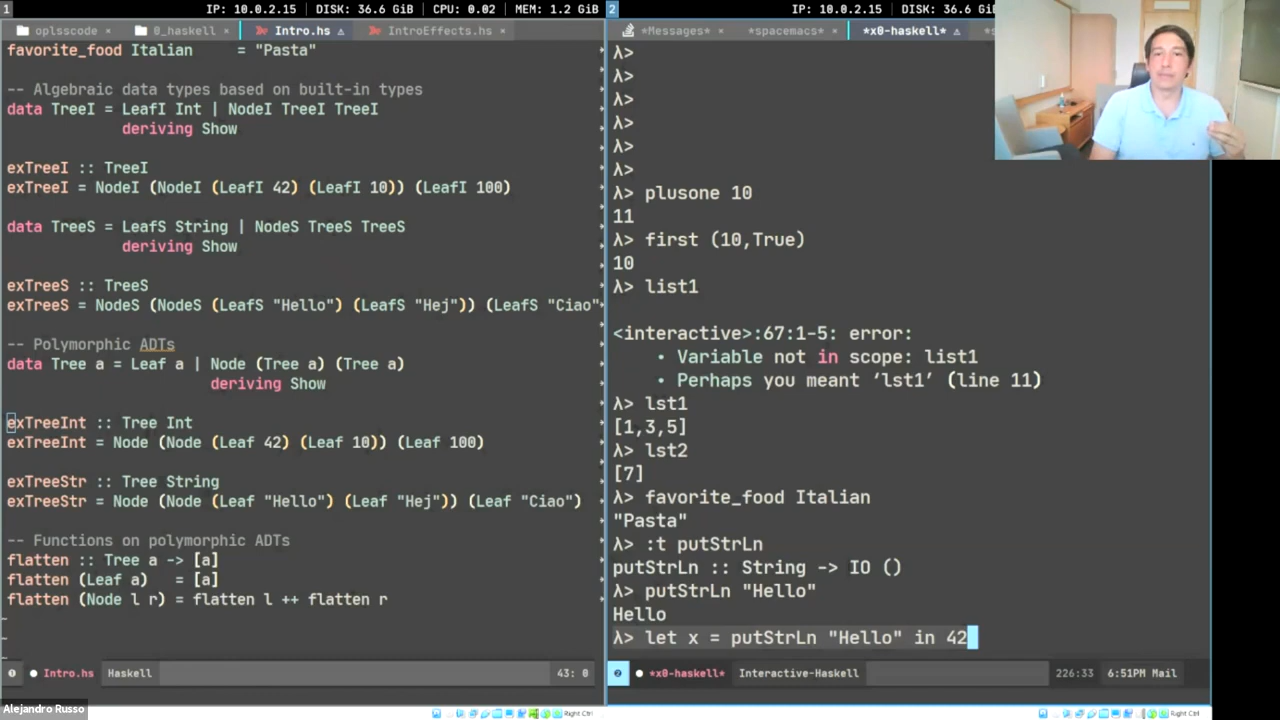 1 IP: 10.0.2.15 | DISK: 36.6 GiB | CPU: 0.02 | MEM: 1.2 GiB
oplsscode × 0_haskell × Intro.hs IntroEffects.hs ×
favorite_food Italian = "Pasta"
-- Algebraic data types based on built-in types
data TreeI = LeafI Int | NodeI TreeI TreeI
deriving Show
exTreeI :: TreeI
exTreeI = NodeI (NodeI (LeafI 42) (LeafI 10)) (LeafI 100)
data TreeS = LeafS String | NodeS TreeS TreeS
deriving Show
exTreeS :: TreeS
exTreeS = NodeS (NodeS (LeafS "Hello") (LeafS "Hej")) (LeafS "Ciao"
-- Polymorphic ADTs
data Tree a = Leaf a | Node (Tree a) (Tree a)
deriving Show
exTreeInt :: Tree Int
exTreeInt = Node (Node (Leaf 42) (Leaf 10)) (Leaf 100)
exTreeStr :: Tree String
exTreeStr = Node (Node (Leaf "Hello") (Leaf "Hej")) (Leaf "Ciao")
-- Functions on polymorphic ADTs
flatten :: Tree a -> [a]
flatten (Leaf a) = [a]
flatten (Node l r) = flatten l ++ flatten r
~
~
Intro.hs Haskell 43: 0
Alejandro Russo
Right Ctrl
2 IP: 10.0.2.15 | DISK: 36.6 GiB
*Messages* × *spacemacs* × *x0-haskell*
λ>
λ>
λ>
λ>
λ>
λ>
λ> plusone 10
11
λ> first (10,True)
10
λ> list1
<interactive>:67:1-5: error:
• Variable not in scope: list1
• Perhaps you meant ‘lst1’ (line 11)
λ> lst1
[1,3,5]
λ> lst2
[7]
λ> favorite_food Italian
"Pasta"
λ> :t putStrLn
putStrLn :: String -> IO ()
λ> putStrLn "Hello"
Hello
λ> let x = putStrLn "Hello" in 42
2 *x0-haskell* Interactive-Haskell 226:33 6:51PM Mail
Right Ctrl